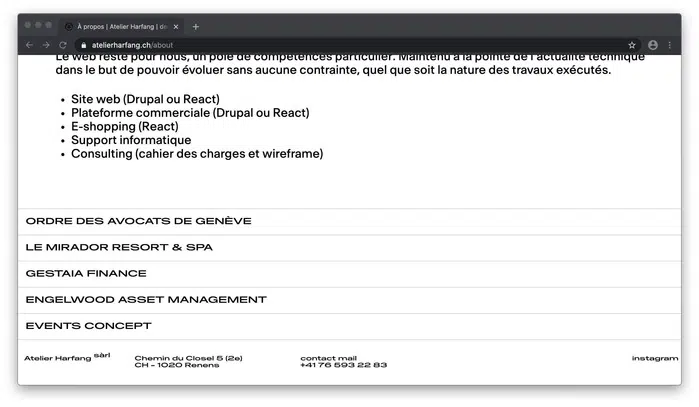 À propos | Atelier Harfang | de
atelierharfang.ch/about
Le web reste pour nous, un pôle de compétences particulier. Maintenu à la pointe de l'actualité technique
dans le but de pouvoir évoluer sans aucune contrainte, quel que soit la nature des travaux exécutés.
• Site web (Drupal ou React)
• Plateforme commerciale (Drupal ou React)
• E-shopping (React)
• Support informatique
• Consulting (cahier des charges et wireframe)
ORDRE DES AVOCATS DE GENÈVE
LE MIRADOR RESORT & SPA
GESTAIA FINANCE
ENGELWOOD ASSET MANAGEMENT
EVENTS CONCEPT
Atelier Harfang sàrl
Chemin du Closel 5 (2e)
CH – 1020 Renens
contact mail
+41 76 593 22 83
instagram